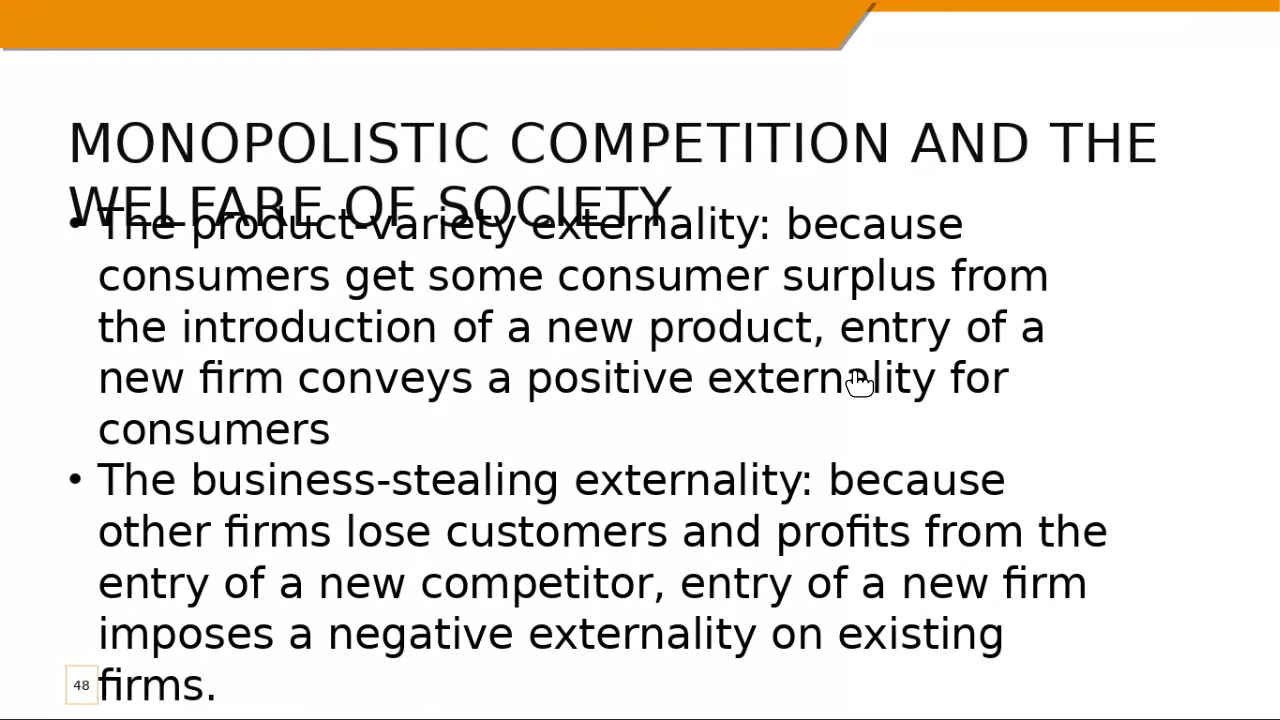 MONOPOLISTIC COMPETITION AND THE
WELFARE OF SOCIETY
• The product-variety externality: because
consumers get some consumer surplus from
the introduction of a new product, entry of a
new firm conveys a positive externality for
consumers
• The business-stealing externality: because
other firms lose customers and profits from the
entry of a new competitor, entry of a new firm
imposes a negative externality on existing
firms.
48